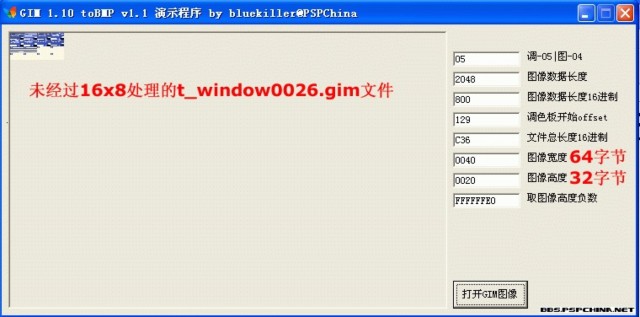 GIM 1.10 toBMP v1.1 演示程序 by bluekiller@PSPChina
未经过16x8处理的t_window0026.gim文件
05 调-05|图-04
2048 图像数据长度
800 图像数据长度16进制
129 调色板开始offset
C36 文件总长度16进制
0040 图像宽度 64字节
0020 图像高度 32字节
FFFFFFE0 取图像高度负数
打开GIM图像
BBS.PSPCHINA.NET